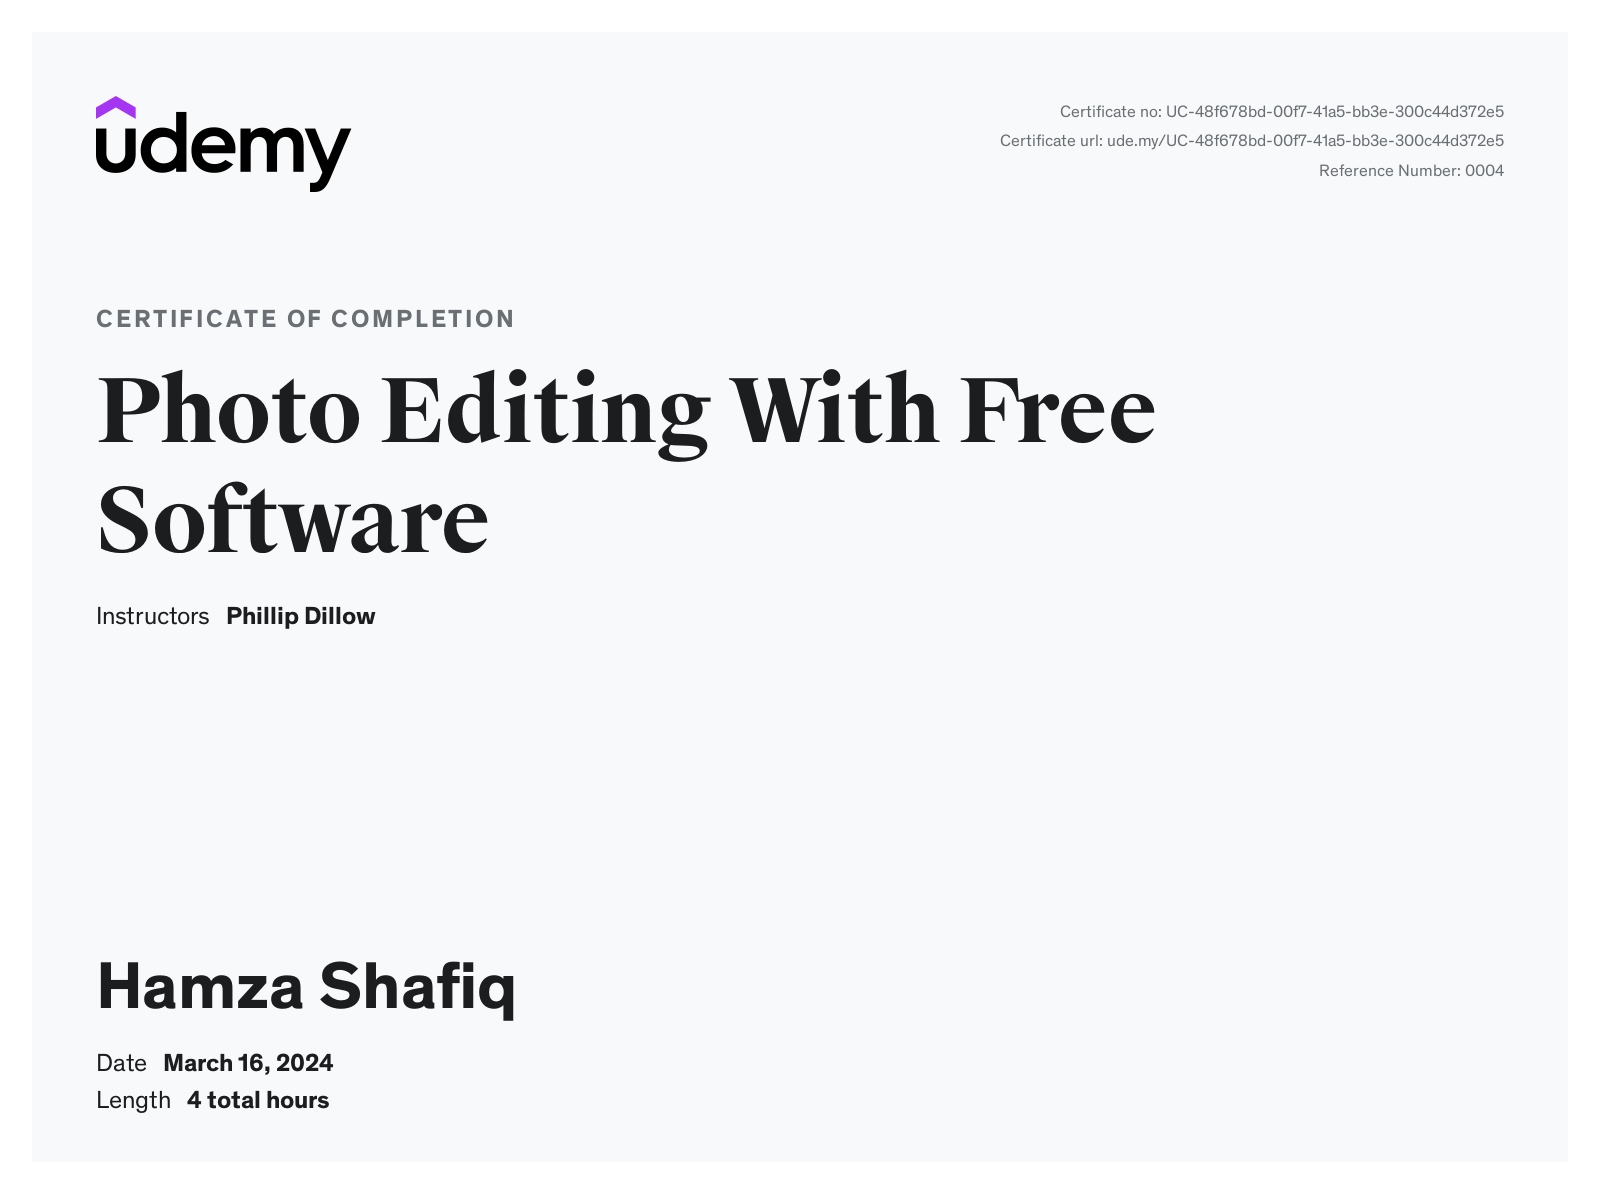 udemy
Certificate no: UC-48f678bd-00f7-41a5-bb3e-300c44d372e5
Certificate url: ude.my/UC-48f678bd-00f7-41a5-bb3e-300c44d372e5
Reference Number: 0004
CERTIFICATE OF COMPLETION
Photo Editing With Free
Software
Instructors Phillip Dillow
Hamza Shafiq
Date March 16, 2024
Length 4 total hours